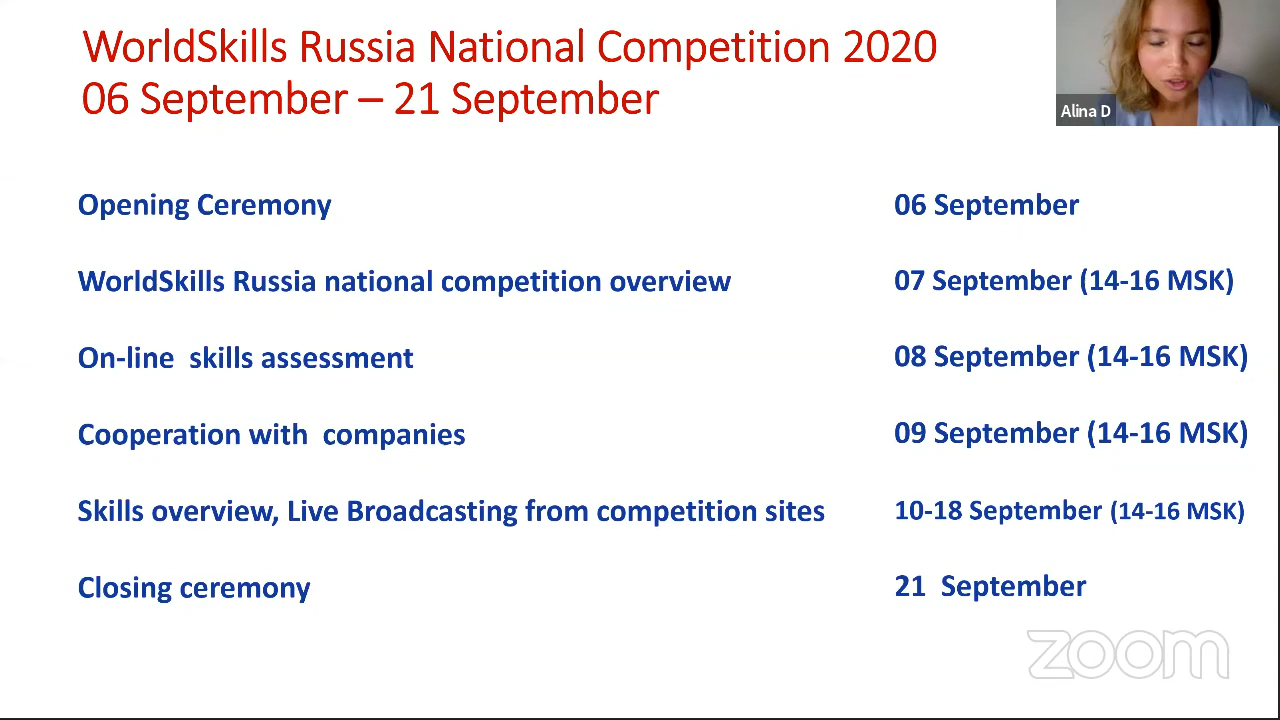 WorldSkills Russia National Competition 2020
06 September – 21 September
Alina D
Opening Ceremony 06 September
WorldSkills Russia national competition overview 07 September (14-16 MSK)
On-line skills assessment 08 September (14-16 MSK)
Cooperation with companies 09 September (14-16 MSK)
Skills overview, Live Broadcasting from competition sites 10-18 September (14-16 MSK)
Closing ceremony 21 September
zoom